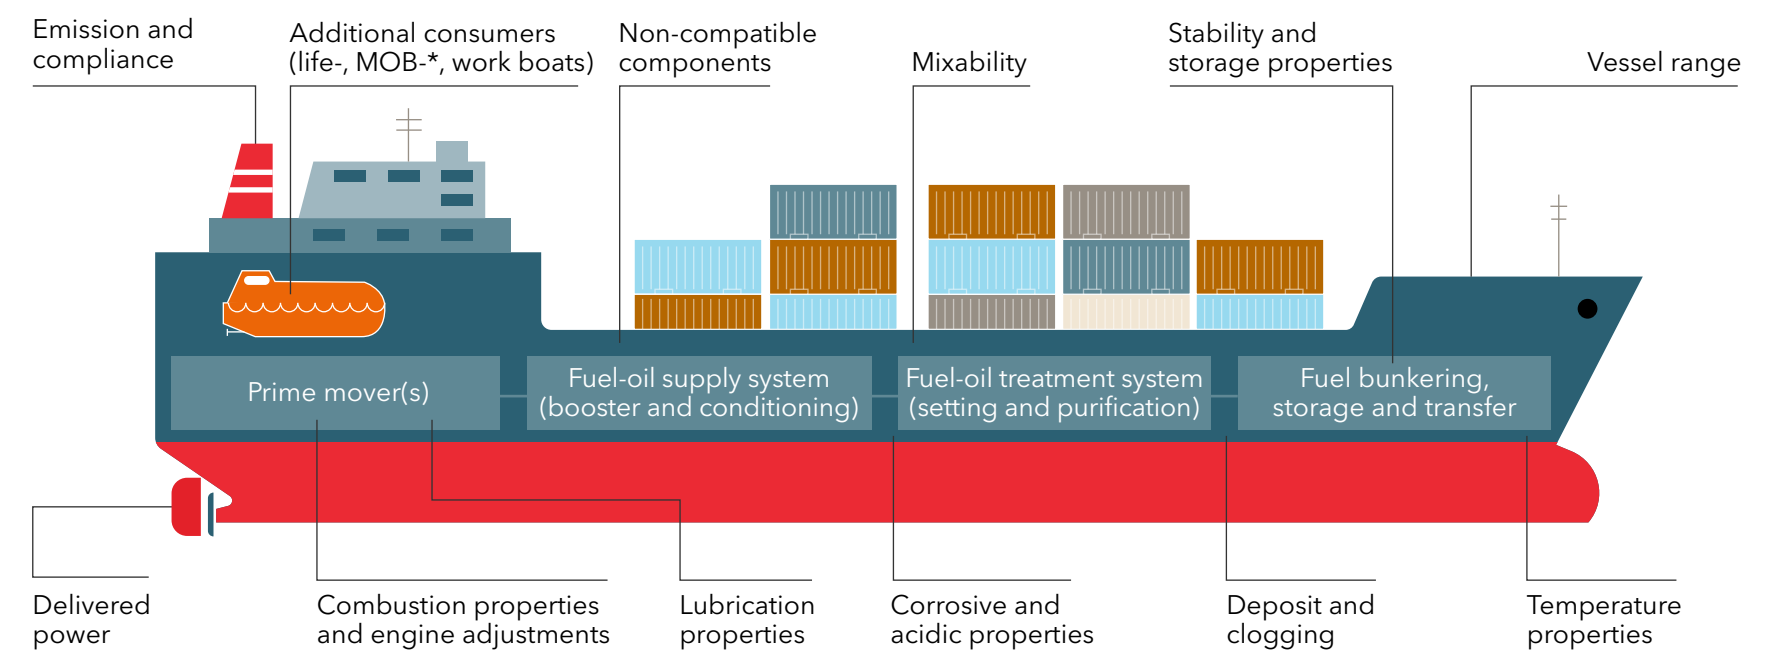 Emission and
compliance
Additional consumers
(life-, MOB-*, work boats)
Non-compatible
components
Mixability
Stability and
storage properties
Vessel range
Prime mover(s)
Fuel-oil supply system
(booster and conditioning)
Fuel-oil treatment system
(setting and purification)
Fuel bunkering,
storage and transfer
Delivered
power
Combustion properties
and engine adjustments
Lubrication
properties
Corrosive and
acidic properties
Deposit and
clogging
Temperature
properties